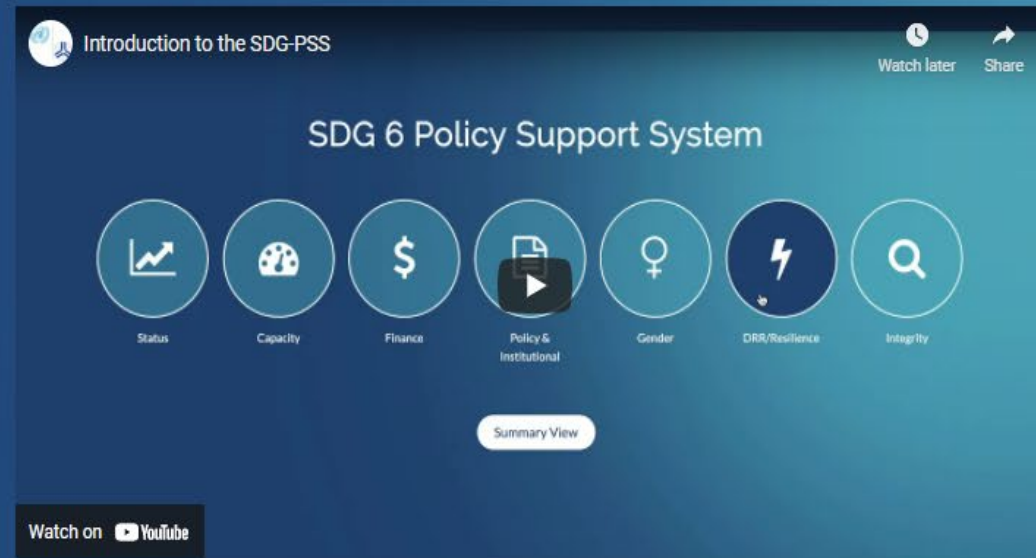 Introduction to the SDG-PSS
Watch later
Share
SDG 6 Policy Support System
$
Status
Capacity
Finance
Policy &
Institutional
Gender
DRR/Resilience
Integrity
Summary View
Watch on YouTube